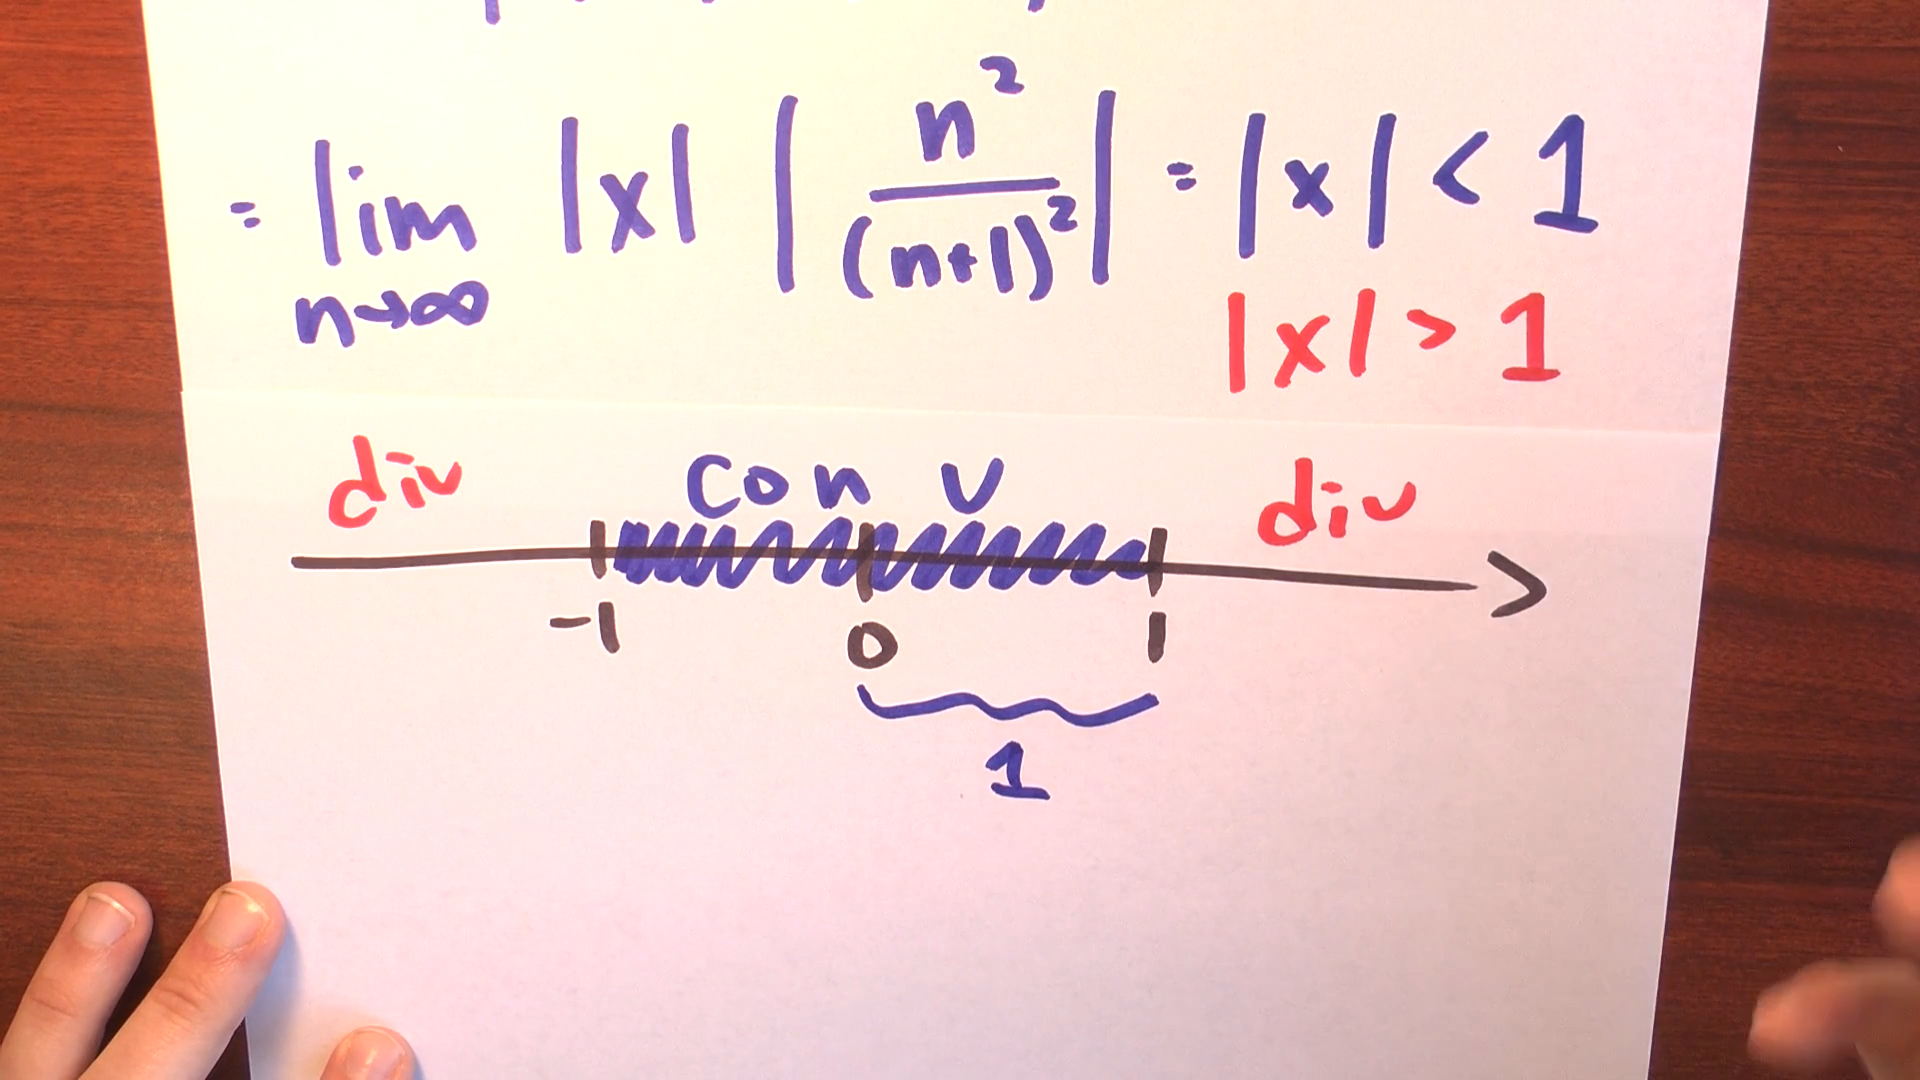 = lim |x| | n² / (n+1)² | = |x| < 1
n→∞
|x| > 1
div conv div
-1 0 1
1